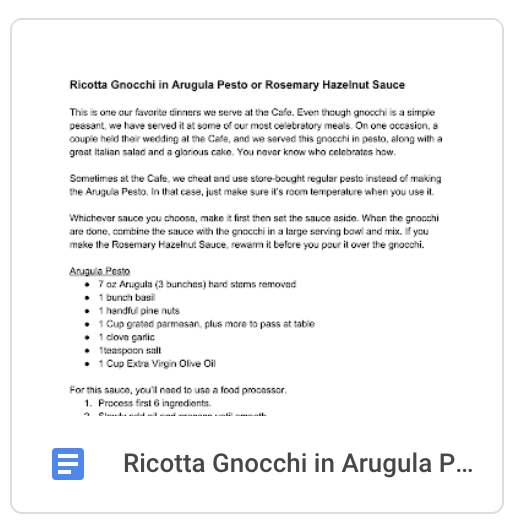 Ricotta Gnocchi in Arugula Pesto or Rosemary Hazelnut Sauce
This is one our favorite dinners we serve at the Cafe. Even though gnocchi is a simple
peasant, we have served it at some of our most celebratory meals. On one occasion, a
couple held their wedding at the Cafe, and we served this gnocchi in pesto, along with a
great Italian salad and a glorious cake. You never know who celebrates how.
Sometimes at the Cafe, we cheat and use store-bought regular pesto instead of making
the Arugula Pesto. In that case, just make sure it's room temperature when you use it.
Whichever sauce you choose, make it first then set the sauce aside. When the gnocchi
are done, combine the sauce with the gnocchi in a large serving bowl and mix. If you
make the Rosemary Hazelnut Sauce, rewarm it before you pour it over the gnocchi.
Arugula Pesto
● 7 oz Arugula (3 bunches) hard stems removed
● 1 bunch basil
● 1 handful pine nuts
● 1 Cup grated parmesan, plus more to pass at table
● 1 clove garlic
● 1teaspoon salt
● 1 Cup Extra Virgin Olive Oil
For this sauce, you'll need to use a food processor.
1. Process first 6 ingredients.
2. Slowly add oil and process until smooth
Ricotta Gnocchi in Arugula P...